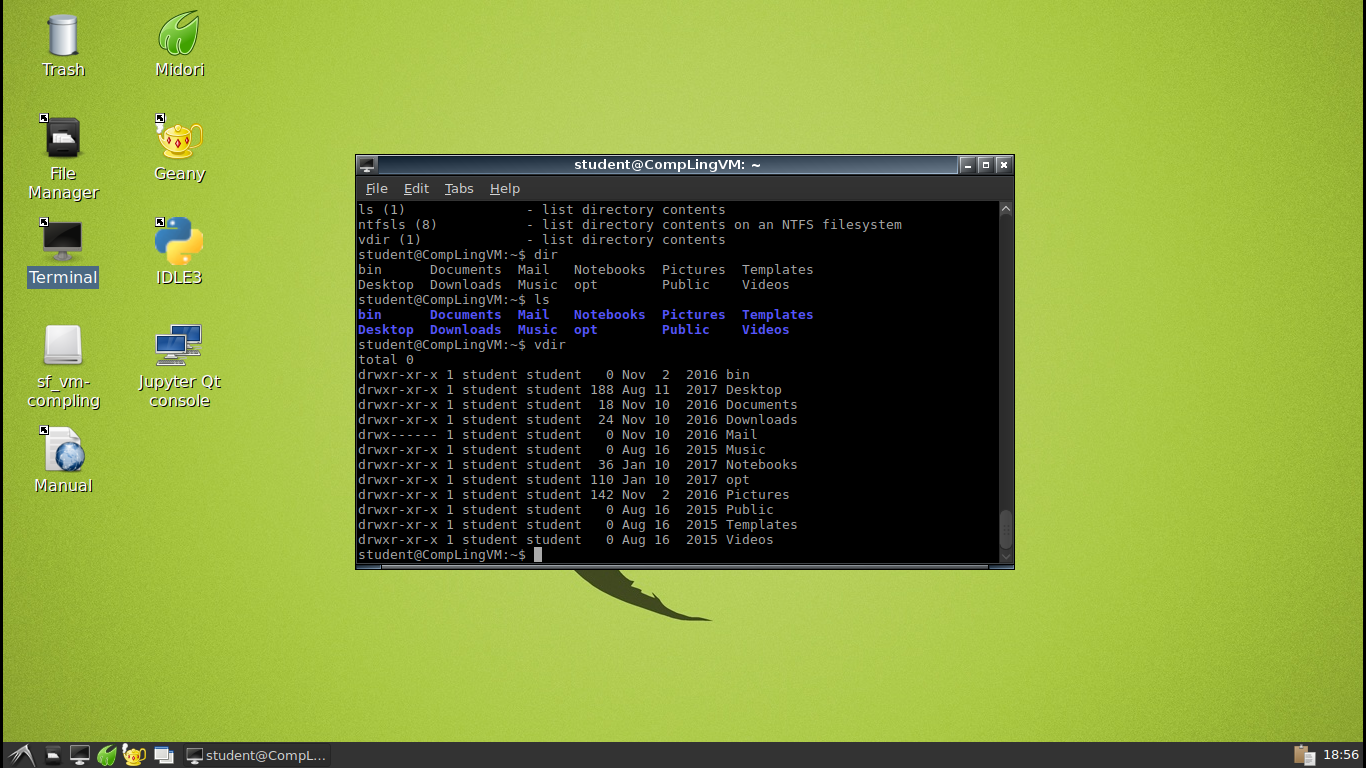 Trash
Midori
File Manager
Geany
Terminal
IDLE3
sf_vm-compling
Jupyter Qt console
Manual
student@CompLingVM: ~
File Edit Tabs Help
ls (1)               - list directory contents
ntfsls (8)           - list directory contents on an NTFS filesystem
vdir (1)             - list directory contents
student@CompLingVM:~$ dir
bin      Documents  Mail   Notebooks  Pictures  Templates
Desktop  Downloads  Music  opt        Public    Videos
student@CompLingVM:~$ ls
bin      Documents  Mail   Notebooks  Pictures  Templates
Desktop  Downloads  Music  opt        Public    Videos
student@CompLingVM:~$ vdir
total 0
drwxr-xr-x 1 student student   0 Nov  2  2016 bin
drwxr-xr-x 1 student student 188 Aug 11  2017 Desktop
drwxr-xr-x 1 student student  18 Nov 10  2016 Documents
drwxr-xr-x 1 student student  24 Nov 10  2016 Downloads
drwx------ 1 student student   0 Nov 10  2016 Mail
drwxr-xr-x 1 student student   0 Aug 16  2015 Music
drwxr-xr-x 1 student student  36 Jan 10  2017 Notebooks
drwxr-xr-x 1 student student 110 Jan 10  2017 opt
drwxr-xr-x 1 student student 142 Nov  2  2016 Pictures
drwxr-xr-x 1 student student   0 Aug 16  2015 Public
drwxr-xr-x 1 student student   0 Aug 16  2015 Templates
drwxr-xr-x 1 student student   0 Aug 16  2015 Videos
student@CompLingVM:~$
student@CompL...
18:56